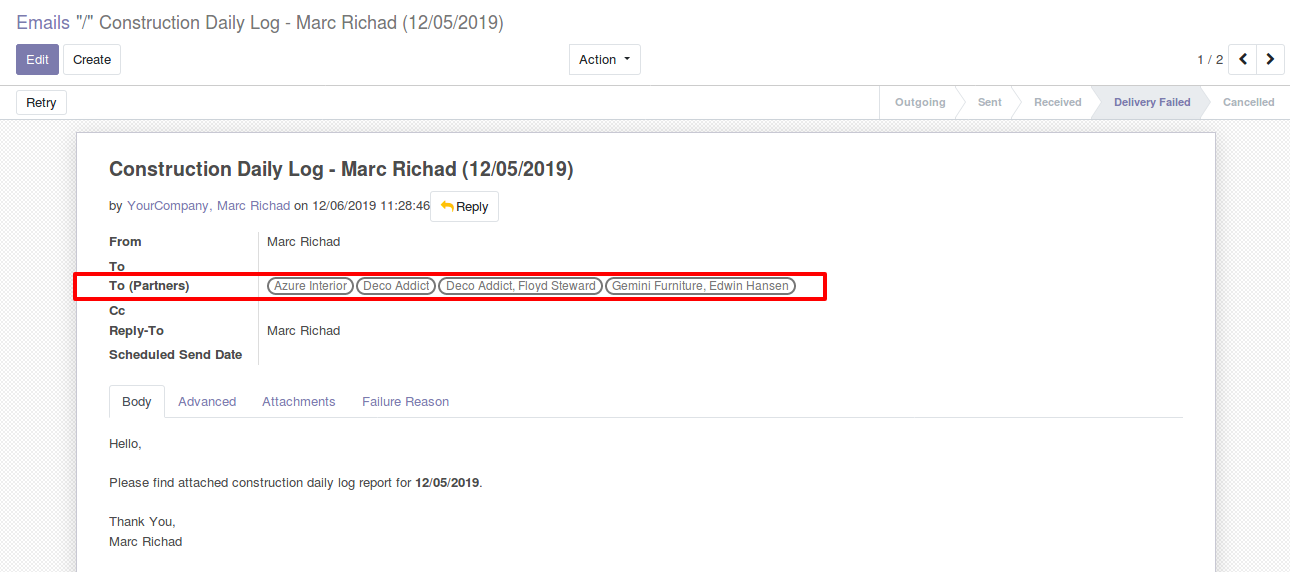 Emails "/" Construction Daily Log - Marc Richad (12/05/2019)
Edit Create Action 1 / 2
Retry Outgoing Sent Received Delivery Failed Cancelled
Construction Daily Log - Marc Richad (12/05/2019)
by YourCompany, Marc Richad on 12/06/2019 11:28:46 Reply
From Marc Richad
To
To (Partners) Azure Interior Deco Addict Deco Addict, Floyd Steward Gemini Furniture, Edwin Hansen
Cc
Reply-To Marc Richad
Scheduled Send Date
Body Advanced Attachments Failure Reason
Hello,
Please find attached construction daily log report for 12/05/2019.
Thank You,
Marc Richad